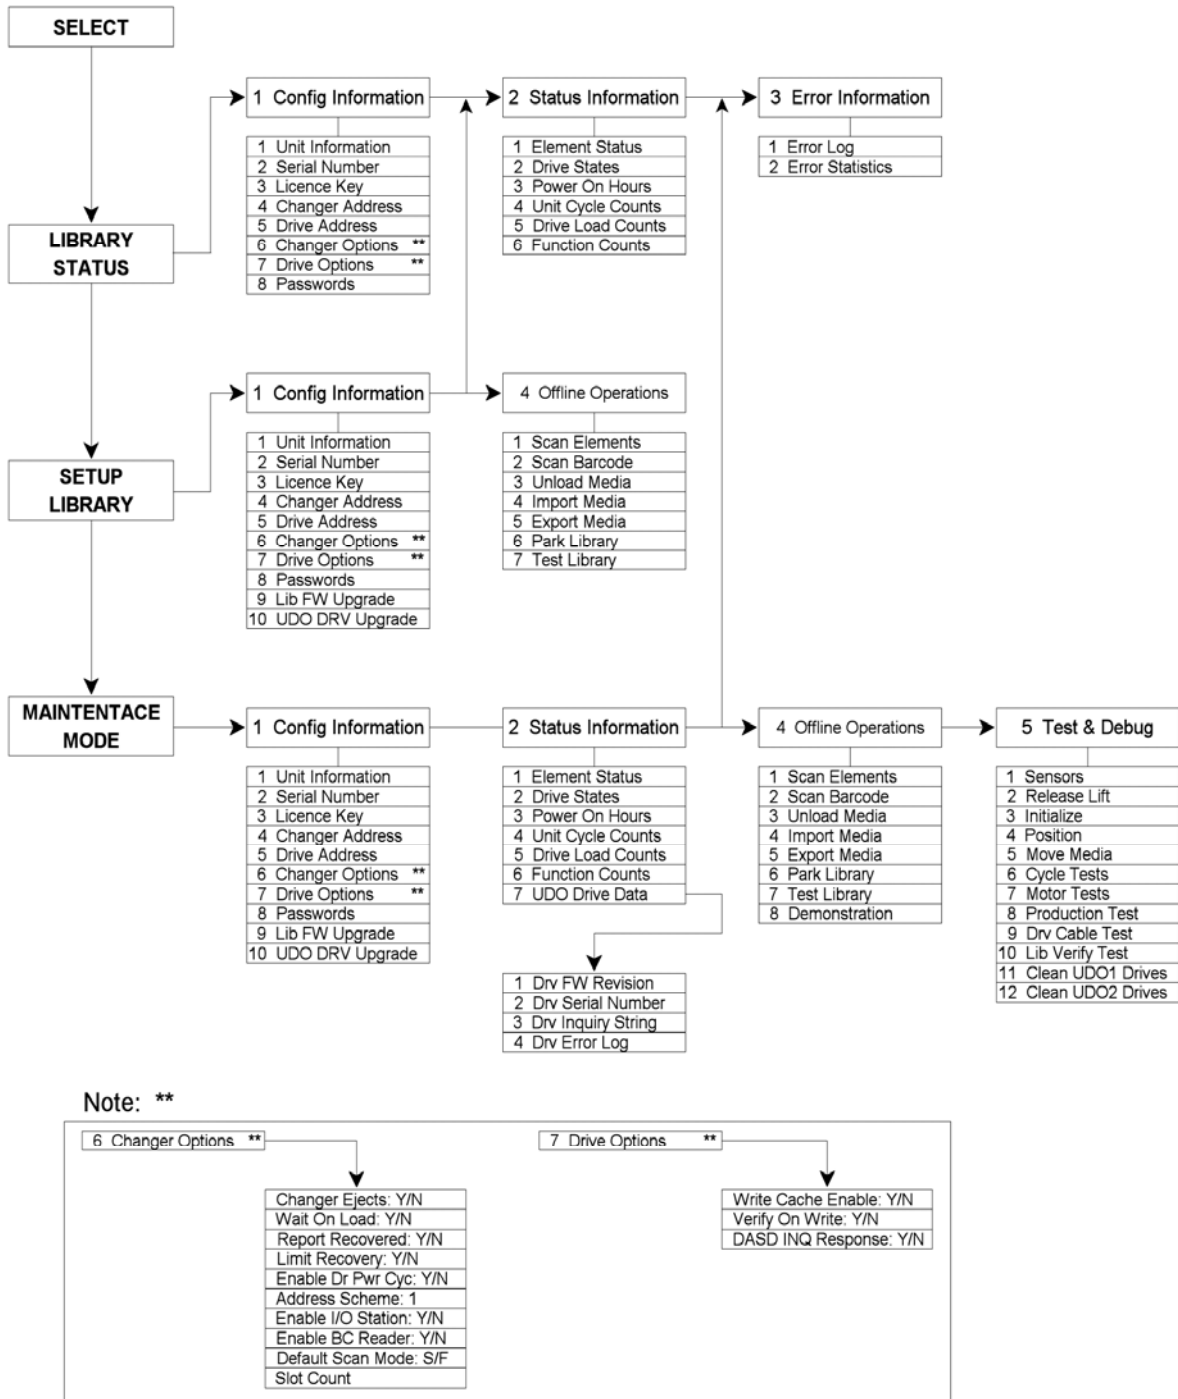 SELECT
1 Config Information
2 Status Information
3 Error Information
1 Unit Information
2 Serial Number
3 Licence Key
4 Changer Address
5 Drive Address
6 Changer Options **
7 Drive Options **
8 Passwords
1 Element Status
2 Drive States
3 Power On Hours
4 Unit Cycle Counts
5 Drive Load Counts
6 Function Counts
1 Error Log
2 Error Statistics
LIBRARY
STATUS
1 Config Information
4 Offline Operations
1 Unit Information
2 Serial Number
3 Licence Key
4 Changer Address
5 Drive Address
6 Changer Options **
7 Drive Options **
8 Passwords
9 Lib FW Upgrade
10 UDO DRV Upgrade
1 Scan Elements
2 Scan Barcode
3 Unload Media
4 Import Media
5 Export Media
6 Park Library
7 Test Library
SETUP
LIBRARY
MAINTENTACE
MODE
1 Config Information
2 Status Information
4 Offline Operations
5 Test & Debug
1 Unit Information
2 Serial Number
3 Licence Key
4 Changer Address
5 Drive Address
6 Changer Options **
7 Drive Options **
8 Passwords
9 Lib FW Upgrade
10 UDO DRV Upgrade
1 Element Status
2 Drive States
3 Power On Hours
4 Unit Cycle Counts
5 Drive Load Counts
6 Function Counts
7 UDO Drive Data
1 Drv FW Revision
2 Drv Serial Number
3 Drv Inquiry String
4 Drv Error Log
1 Scan Elements
2 Scan Barcode
3 Unload Media
4 Import Media
5 Export Media
6 Park Library
7 Test Library
8 Demonstration
1 Sensors
2 Release Lift
3 Initialize
4 Position
5 Move Media
6 Cycle Tests
7 Motor Tests
8 Production Test
9 Drv Cable Test
10 Lib Verify Test
11 Clean UDO1 Drives
12 Clean UDO2 Drives
Note: **
6 Changer Options **
Changer Ejects: Y/N
Wait On Load: Y/N
Report Recovered: Y/N
Limit Recovery: Y/N
Enable Dr Pwr Cyc: Y/N
Address Scheme: 1
Enable I/O Station: Y/N
Enable BC Reader: Y/N
Default Scan Mode: S/F
Slot Count
7 Drive Options **
Write Cache Enable: Y/N
Verify On Write: Y/N
DASD INQ Response: Y/N